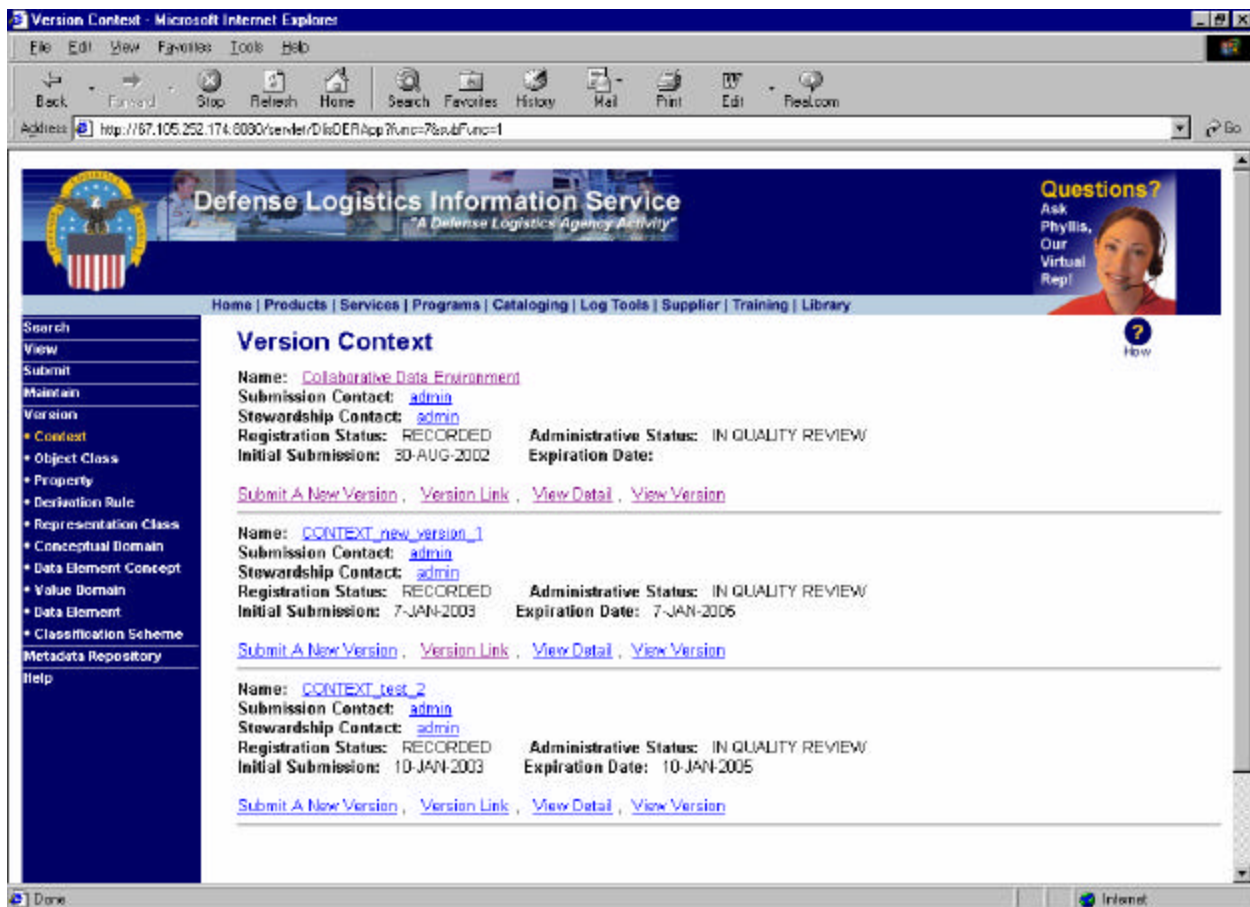 Version Context - Microsoft Internet Explorer
File Edit View Favorites Tools Help
Back Forward Stop Refresh Home Search Favorites History Mail Print Edit Real.com
Address http://67.105.252.174:8080/servlet/DlisDERApp?func=7&subFunc=1 Go
Defense Logistics Information Service
"A Defense Logistics Agency Activity"
Questions?
Ask
Phyllis,
Our
Virtual
Rep!
Home | Products | Services | Programs | Cataloging | Log Tools | Supplier | Training | Library
Search
View
Submit
Maintain
Version
• Context
• Object Class
• Property
• Derivation Rule
• Representation Class
• Conceptual Domain
• Data Element Concept
• Value Domain
• Data Element
• Classification Scheme
Metadata Repository
Help
Version Context
?
How
Name: Collaborative Data Environment
Submission Contact: admin
Stewardship Contact: admin
Registration Status: RECORDED Administrative Status: IN QUALITY REVIEW
Initial Submission: 30-AUG-2002 Expiration Date:
Submit A New Version , Version Link , View Detail , View Version
Name: CONTEXT_new_version_1
Submission Contact: admin
Stewardship Contact: admin
Registration Status: RECORDED Administrative Status: IN QUALITY REVIEW
Initial Submission: 7-JAN-2003 Expiration Date: 7-JAN-2005
Submit A New Version , Version Link , View Detail , View Version
Name: CONTEXT_test_2
Submission Contact: admin
Stewardship Contact: admin
Registration Status: RECORDED Administrative Status: IN QUALITY REVIEW
Initial Submission: 10-JAN-2003 Expiration Date: 10-JAN-2005
Submit A New Version , Version Link , View Detail , View Version
Done Internet